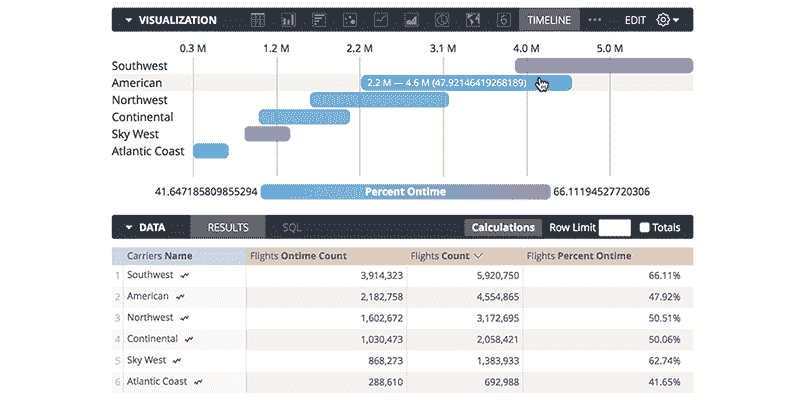 VISUALIZATION TIMELINE EDIT
0.3 M 1.2 M 2.2 M 3.1 M 4.0 M 5.0 M
Southwest
American 2.2 M — 4.6 M (47.92146419268189)
Northwest
Continental
Sky West
Atlantic Coast
41.647185809855294 Percent Ontime 66.11194527720306
DATA RESULTS SQL Calculations Row Limit Totals
Carriers Name Flights Ontime Count Flights Count Flights Percent Ontime
1 Southwest 3,914,323 5,920,750 66.11%
2 American 2,182,758 4,554,865 47.92%
3 Northwest 1,602,672 3,172,695 50.51%
4 Continental 1,030,473 2,058,421 50.06%
5 Sky West 868,273 1,383,933 62.74%
6 Atlantic Coast 288,610 692,988 41.65%